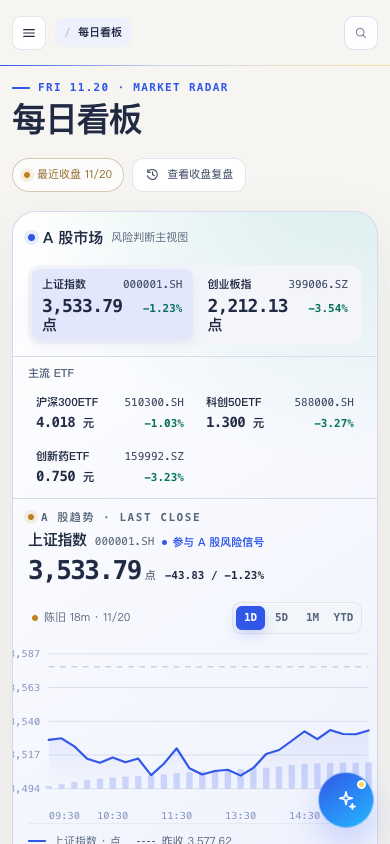 / 每日看板
FRI 11.20 · MARKET RADAR
每日看板
最近收盘 11/20
查看收盘复盘
A 股市场 风险判断主视图
上证指数 000001.SH
3,533.79 点 -1.23%
创业板指 399006.SZ
2,212.13 点 -3.54%
主流 ETF
沪深300ETF 510300.SH
4.018 元 -1.03%
科创50ETF 588000.SH
1.300 元 -3.27%
创新药ETF 159992.SZ
0.750 元 -3.23%
A 股趋势 · LAST CLOSE
上证指数 000001.SH 参与 A 股风险信号
3,533.79 点 -43.83 / -1.23%
陈旧 18m · 11/20
1D 5D 1M YTD
3,587
3,563
3,540
3,517
3,494
09:30 10:30 11:30 13:30 14:30
上证指数 · 点 昨收 3,577.62